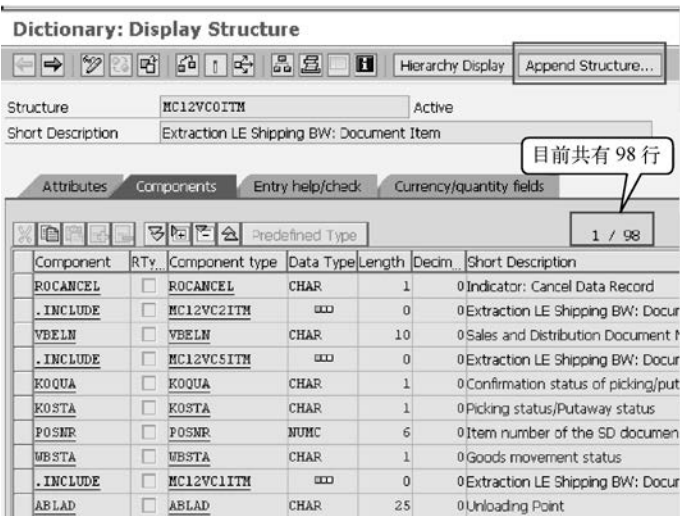 Dictionary: Display Structure
Hierarchy Display Append Structure...
Structure MC12VC0ITM Active
Short Description Extraction LE Shipping BW: Document Item
目前共有 98 行
Attributes Components Entry help/check Currency/quantity fields
Predefined Type 1 / 98
Component RTy... Component type Data Type Length Decim... Short Description
ROCANCEL ROCANCEL CHAR 1 0 Indicator: Cancel Data Record
.INCLUDE MC12VC2ITM 0 0 Extraction LE Shipping BW: Docur
VBELN VBELN CHAR 10 0 Sales and Distribution Document
.INCLUDE MC12VC5ITM 0 0 Extraction LE Shipping BW: Docur
KOQUA KOQUA CHAR 1 0 Confirmation status of picking/put
KOSTA KOSTA CHAR 1 0 Picking status/Putaway status
POSNR POSNR NUMC 6 0 Item number of the SD documen
WBSTA WBSTA CHAR 1 0 Goods movement status
.INCLUDE MC12VC1ITM 0 0 Extraction LE Shipping BW: Docur
ABLAD ABLAD CHAR 25 0 Unloading Point